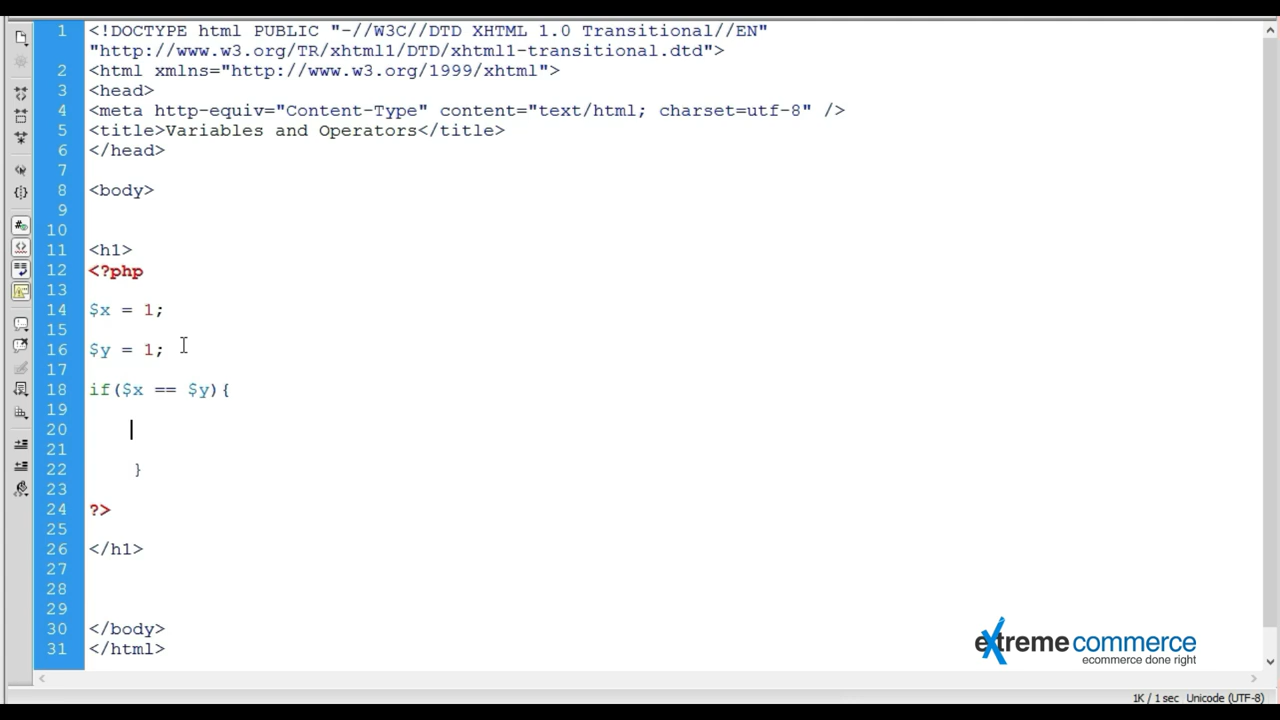 1 <!DOCTYPE html PUBLIC "-//W3C//DTD XHTML 1.0 Transitional//EN"
"http://www.w3.org/TR/xhtml1/DTD/xhtml1-transitional.dtd">
2 <html xmlns="http://www.w3.org/1999/xhtml">
3 <head>
4 <meta http-equiv="Content-Type" content="text/html; charset=utf-8" />
5 <title>Variables and Operators</title>
6 </head>
7
8 <body>
9
10
11 <h1>
12 <?php
13
14 $x = 1;
15
16 $y = 1;
17
18 if($x == $y){
19
20
21
22 }
23
24 ?>
25
26 </h1>
27
28
29
30 </body>
31 </html>
extreme commerce
ecommerce done right
1K / 1 sec Unicode (UTF-8)